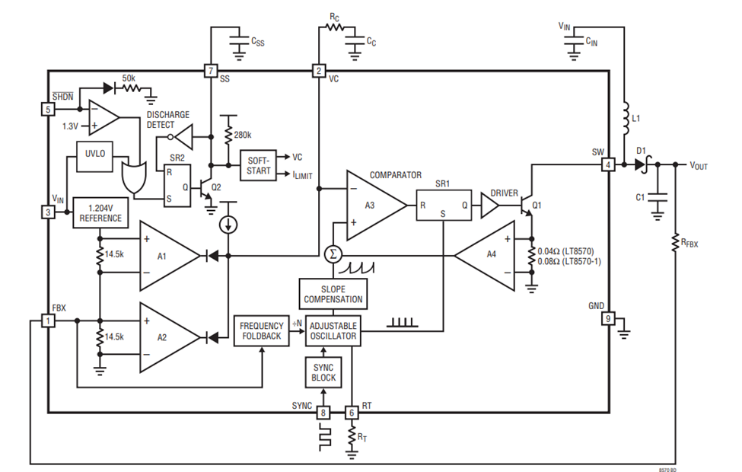 RC
CSS
CC
VIN
CIN
7
SS
2
VC
50k
SHDN
5
1.3V
DISCHARGE
DETECT
280k
L1
UVLO
SR2
R
S
Q
Q2
SOFT-
START
VC
ILIMIT
SW
4
D1
VOUT
VIN
3
1.204V
REFERENCE
COMPARATOR
A3
SR1
R
Q
S
DRIVER
Q1
C1
14.5k
A1
Σ
A4
0.04Ω (LT8570)
0.08Ω (LT8570-1)
RFBX
SLOPE
COMPENSATION
FBX
1
14.5k
A2
FREQUENCY
FOLDBACK
÷N
ADJUSTABLE
OSCILLATOR
GND
9
SYNC
BLOCK
SYNC
8
6
RT
RT
8570 BD